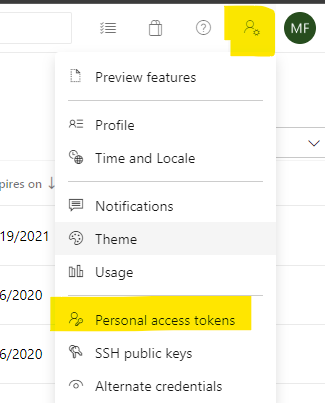 MF
Preview features
Profile
Time and Locale
pires on ↓
Notifications
19/2021
Theme
Usage
6/2020
Personal access tokens
SSH public keys
6/2020
Alternate credentials